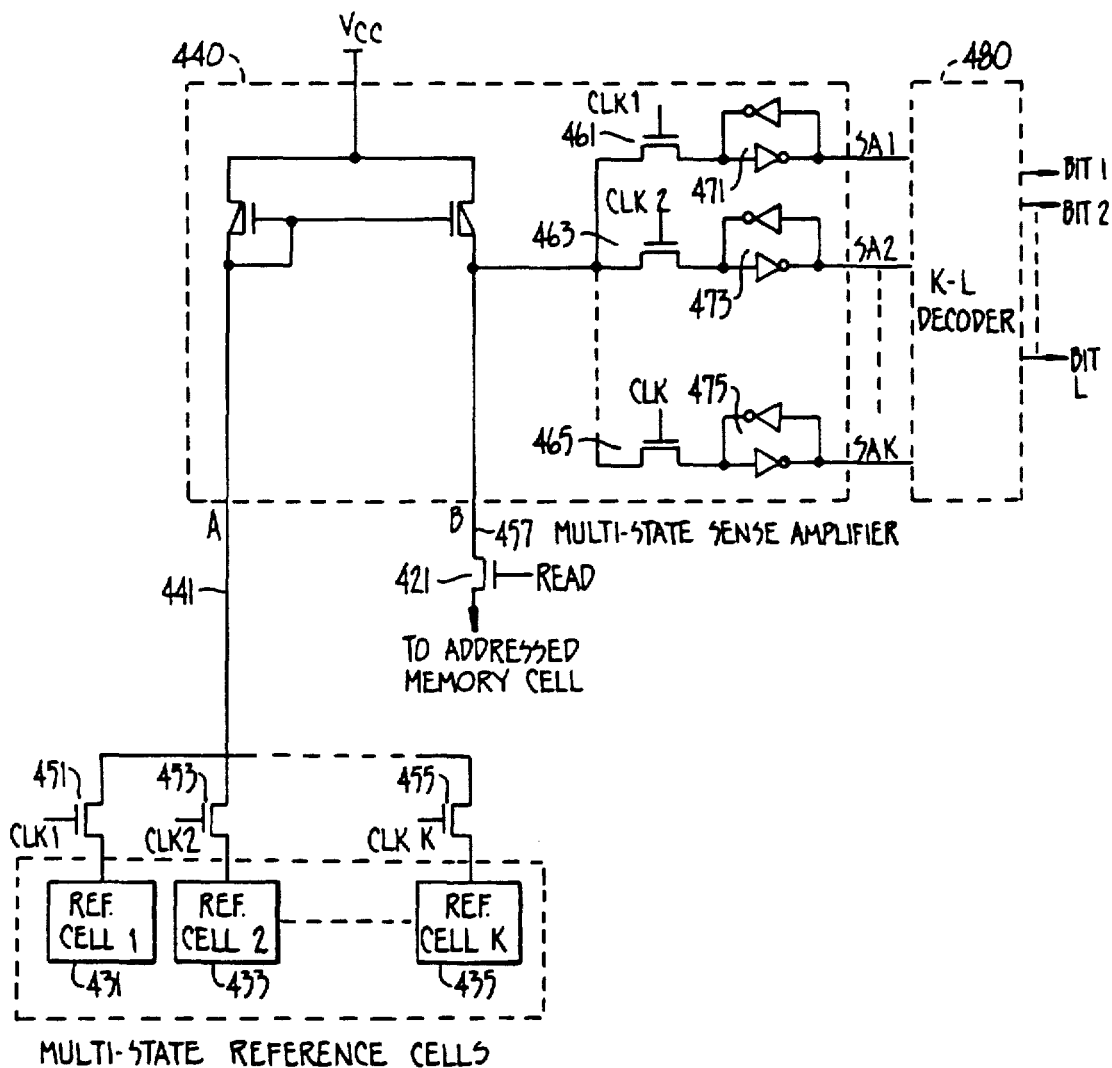 VCC
440
480
CLK1
461
471
SA1
BIT 1
CLK 2
BIT 2
463
473
SA2
K-L
DECODER
BIT
L
CLK
475
465
SAK
A
B
457
MULTI-STATE SENSE AMPLIFIER
421
READ
441
TO ADDRESSED
MEMORY CELL
451
453
455
CLK1
CLK2
CLK K
REF.
CELL 1
REF.
CELL 2
REF.
CELL K
431
433
435
MULTI-STATE REFERENCE CELLS